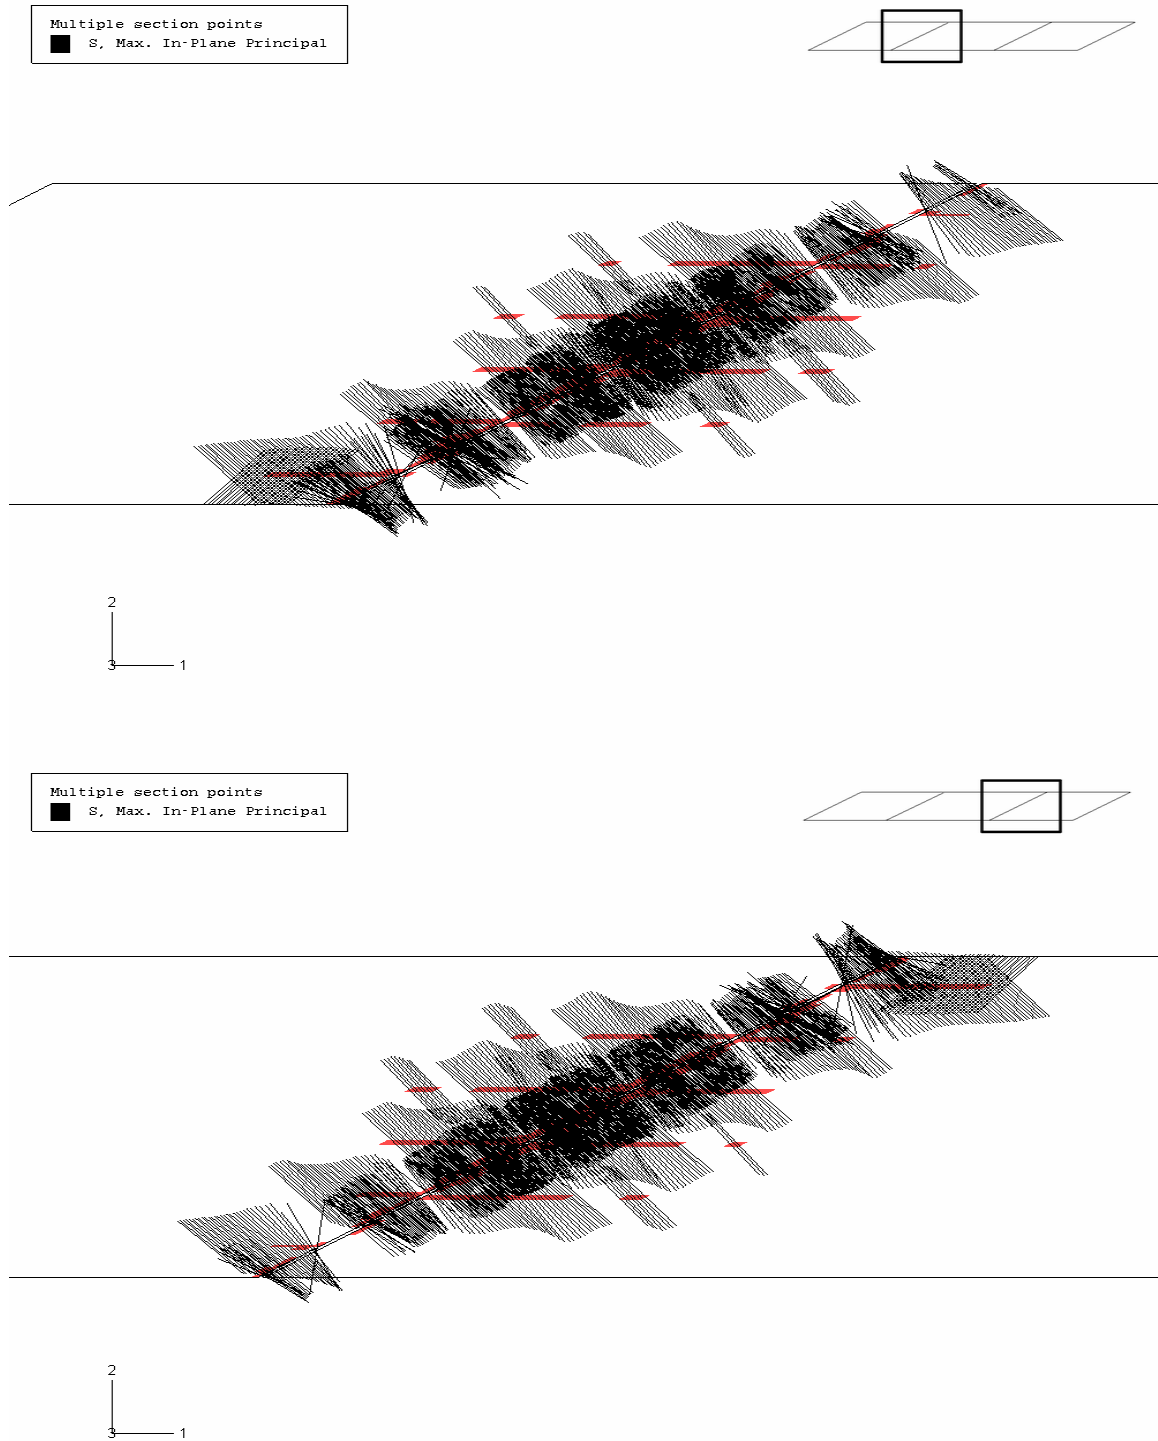 Multiple section points
S, Max. In-Plane Principal
2
3
1
Multiple section points
S, Max. In-Plane Principal
2
3
1